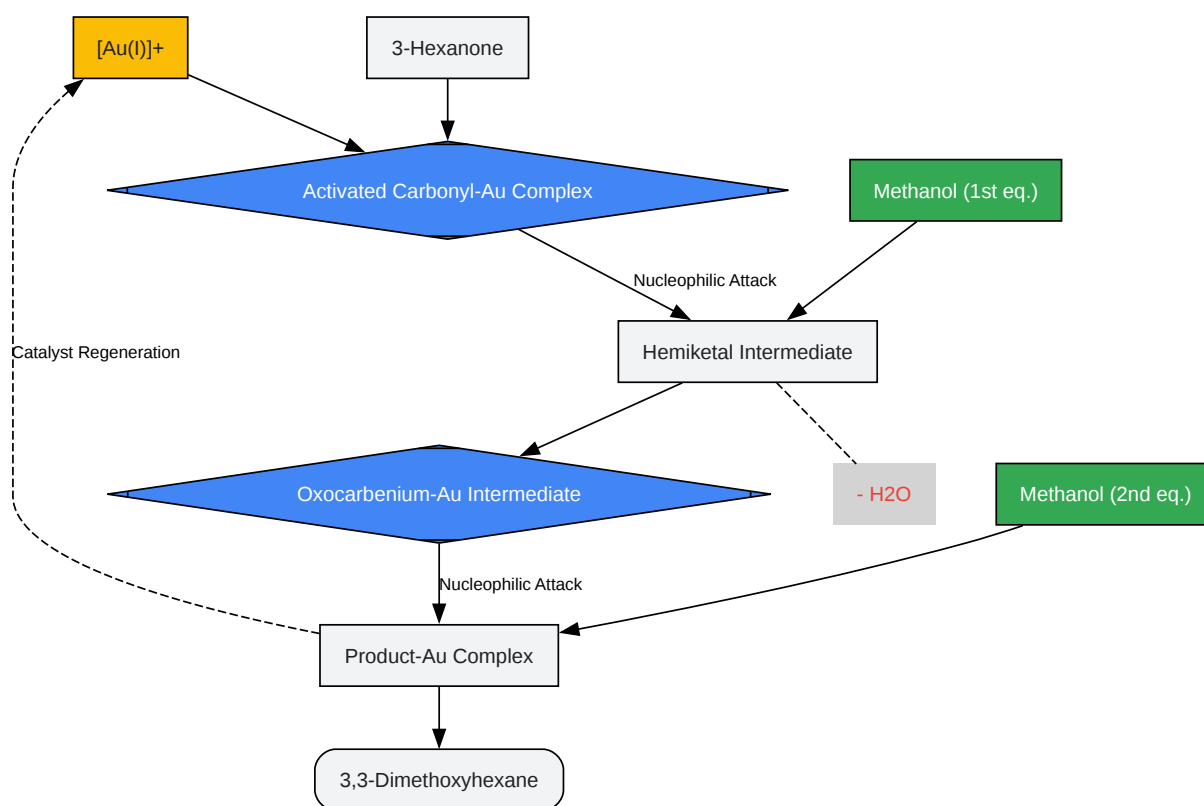 [Au(I)]+
3-Hexanone
Activated Carbonyl-Au Complex
Methanol (1st eq.)
Nucleophilic Attack
Catalyst Regeneration
Hemiketal Intermediate
Oxocarbenium-Au Intermediate
- H2O
Methanol (2nd eq.)
Nucleophilic Attack
Product-Au Complex
3,3-Dimethoxyhexane